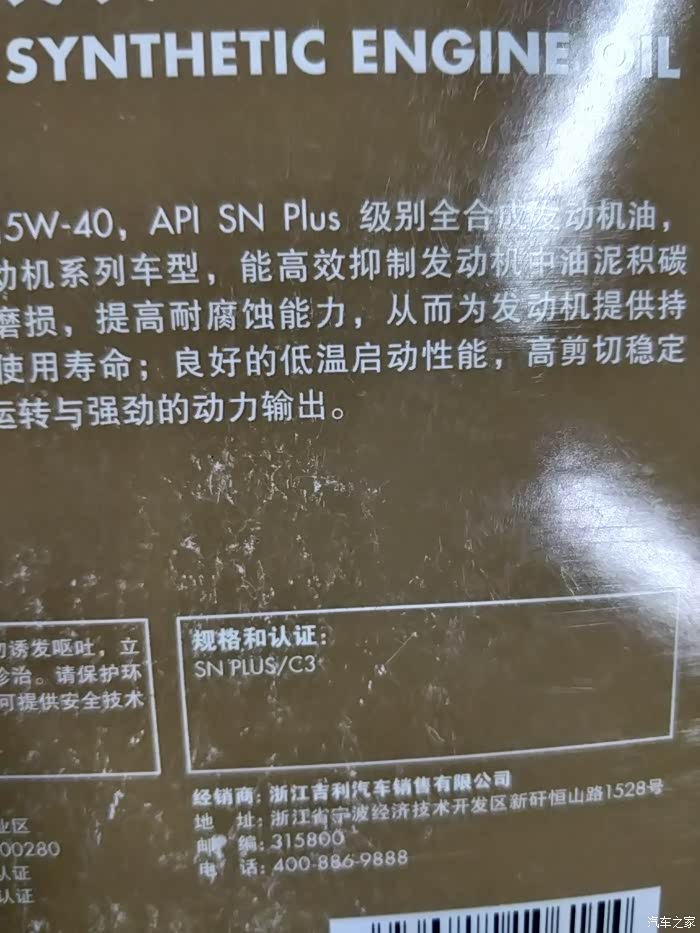 SYNTHETIC ENGINE OIL
5W-40，API SN Plus 级别全合成发动机油，
动机系列车型，能高效抑制发动机中油泥积碳
磨损，提高耐腐蚀能力，从而为发动机提供持
使用寿命；良好的低温启动性能，高剪切稳定
运转与强劲的动力输出。
勿诱发呕吐，立
诊治。请保护环
可提供安全技术
规格和认证：
SN PLUS/C3
经销商：浙江吉利汽车销售有限公司
地 址：浙江省宁波经济技术开发区新矸恒山路1528号
邮 编：315800
电 话：400-886-9888
业区
00280
认证
认证
汽车之家